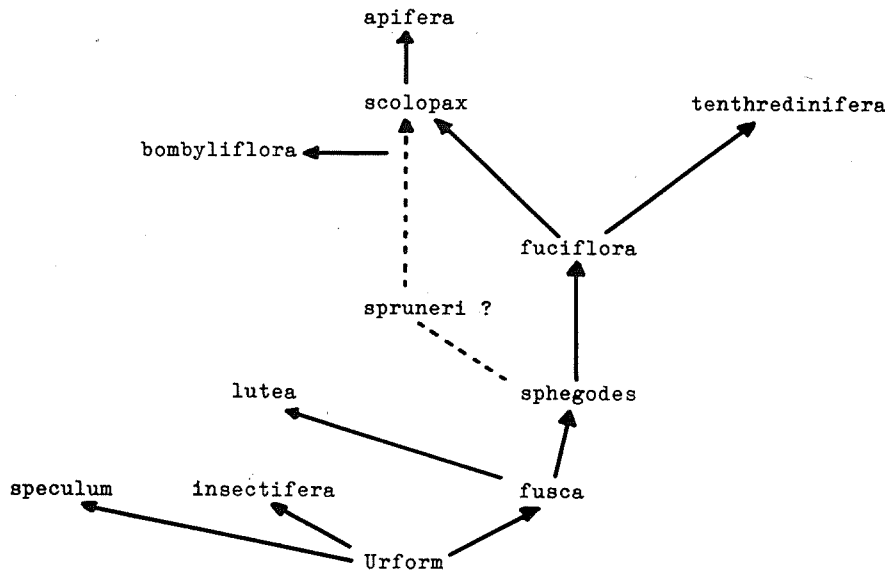 apifera
scolopax
tenthredinifera
bombyliflora
fuciflora
spruneri ?
lutea
sphegodes
speculum
insectifera
fusca
Urform